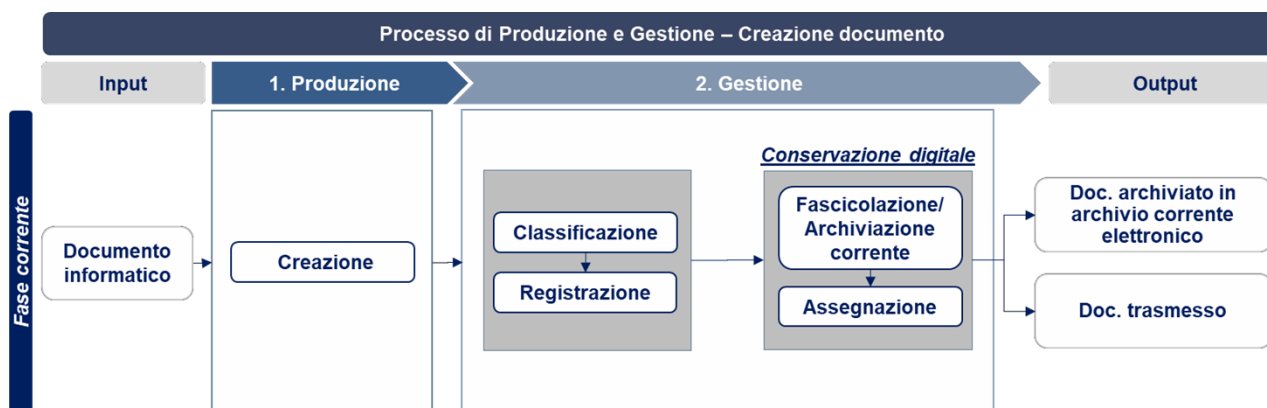 Processo di Produzione e Gestione – Creazione documento
Input
1. Produzione
2. Gestione
Output
Fase corrente
Documento
informatico
Creazione
Classificazione
Registrazione
Conservazione digitale
Fascicolazione/
Archiviazione
corrente
Assegnazione
Doc. archiviato in
archivio corrente
elettronico
Doc. trasmesso